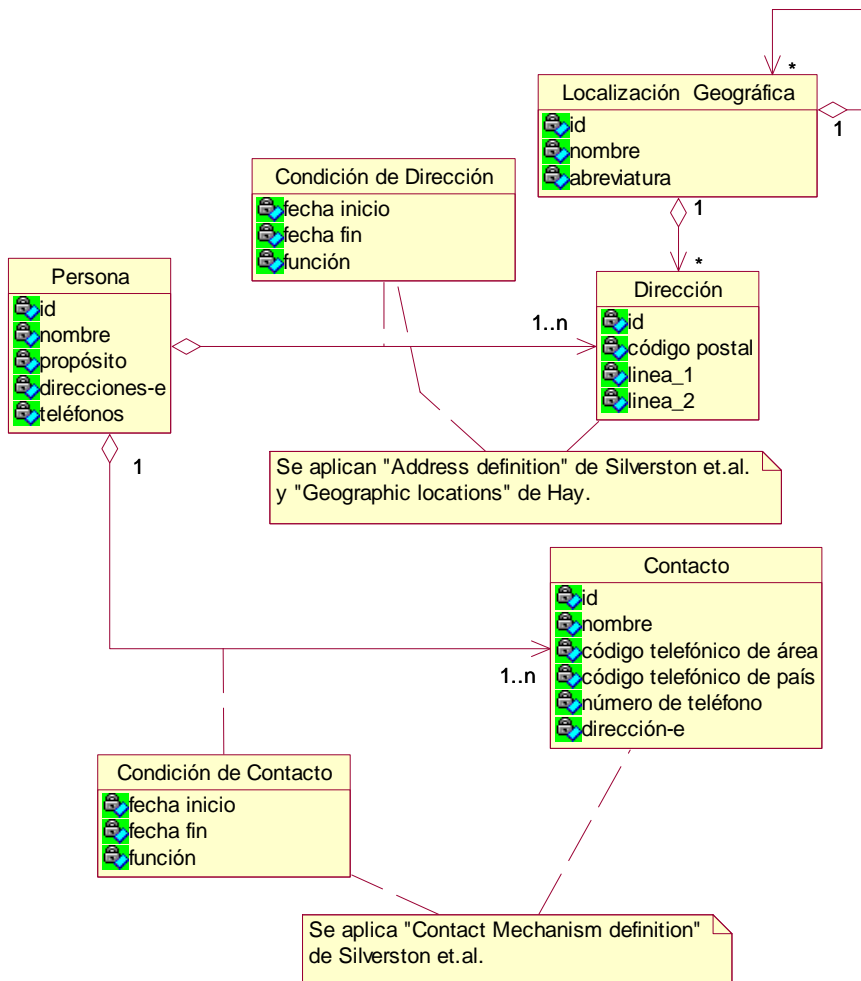 *
Localización Geográfica
1
id
nombre
abreviatura
1
*
Condición de Dirección
fecha inicio
fecha fin
función
Persona
id
nombre
propósito
direcciones-e
teléfonos
1
1..n
Dirección
id
código postal
linea_1
linea_2
Se aplican "Address definition" de Silverston et.al.
y "Geographic locations" de Hay.
Contacto
id
nombre
código telefónico de área
código telefónico de país
número de teléfono
dirección-e
1..n
Condición de Contacto
fecha inicio
fecha fin
función
Se aplica "Contact Mechanism definition"
de Silverston et.al.